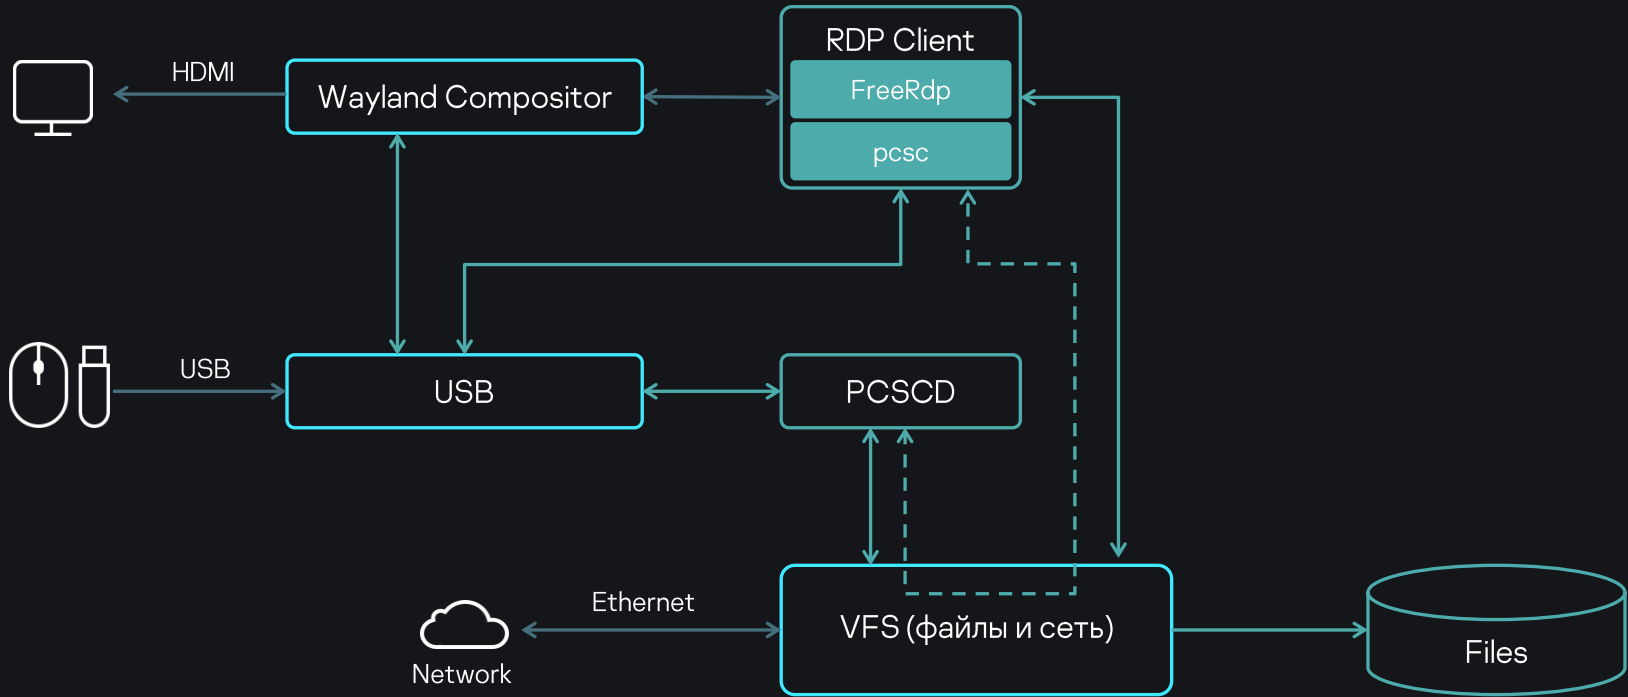 RDP Client
HDMI
Wayland Compositor
FreeRdp
pcsc
USB
USB
PCSCD
Ethernet
VFS (файлы и сеть)
Network
Files